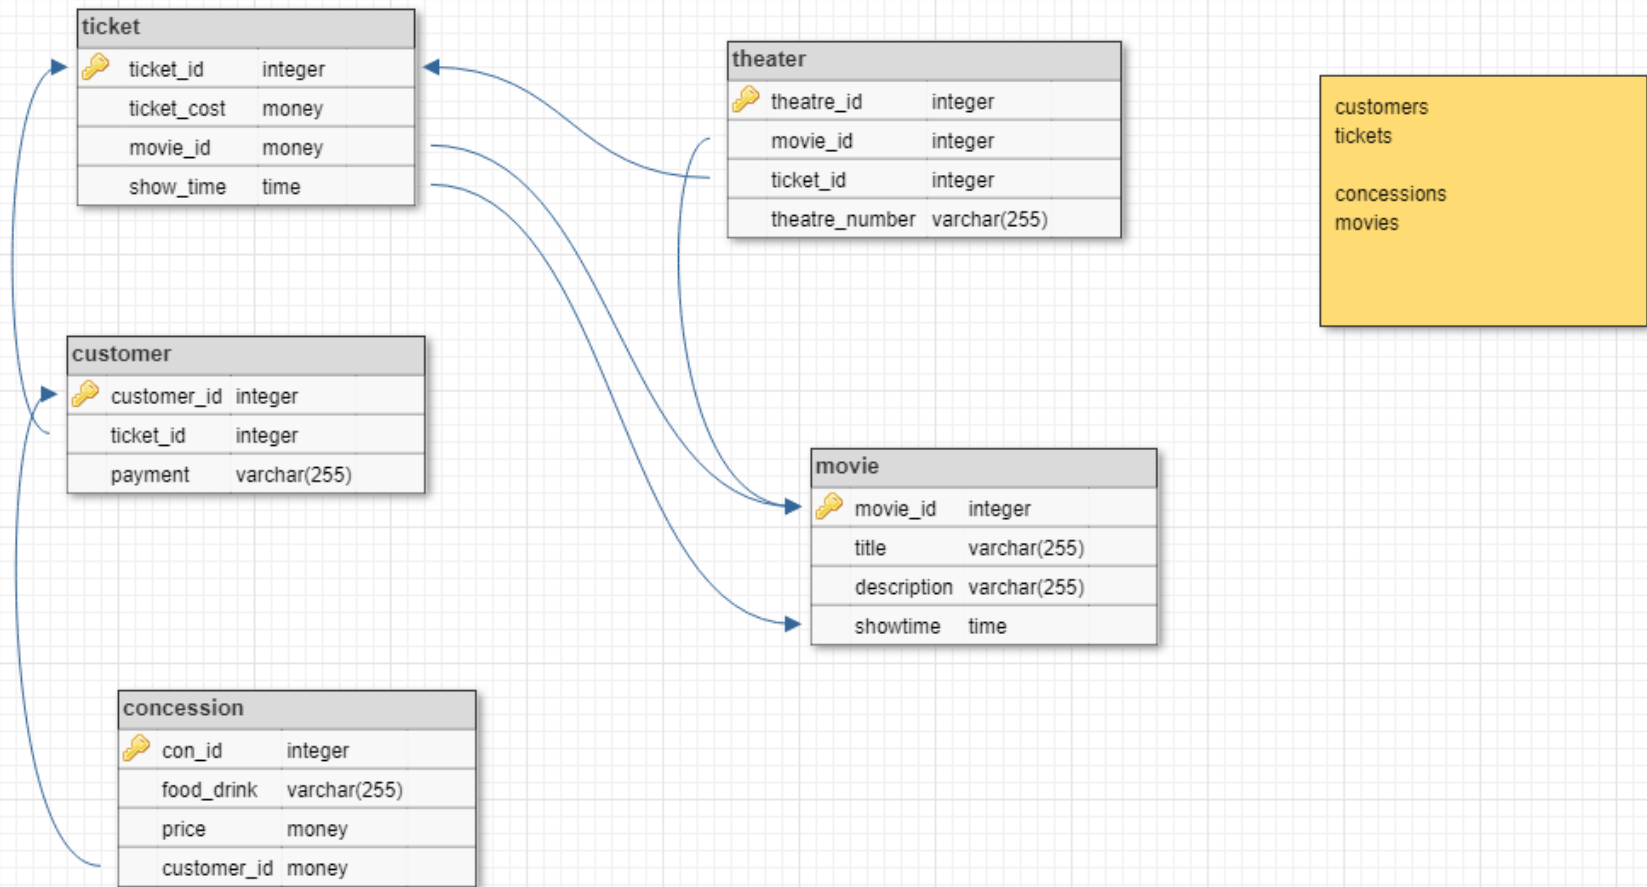 ticket
ticket_id integer
ticket_cost money
movie_id money
show_time time
theater
theatre_id integer
movie_id integer
ticket_id integer
theatre_number varchar(255)
customers
tickets
concessions
movies
customer
customer_id integer
ticket_id integer
payment varchar(255)
movie
movie_id integer
title varchar(255)
description varchar(255)
showtime time
concession
con_id integer
food_drink varchar(255)
price money
customer_id money